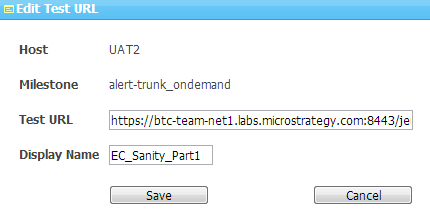 Edit Test URL
Host UAT2
Milestone alert-trunk_ondemand
Test URL https://btc-team-net1.labs.microstrategy.com:8443/je
Display Name EC_Sanity_Part1
Save Cancel